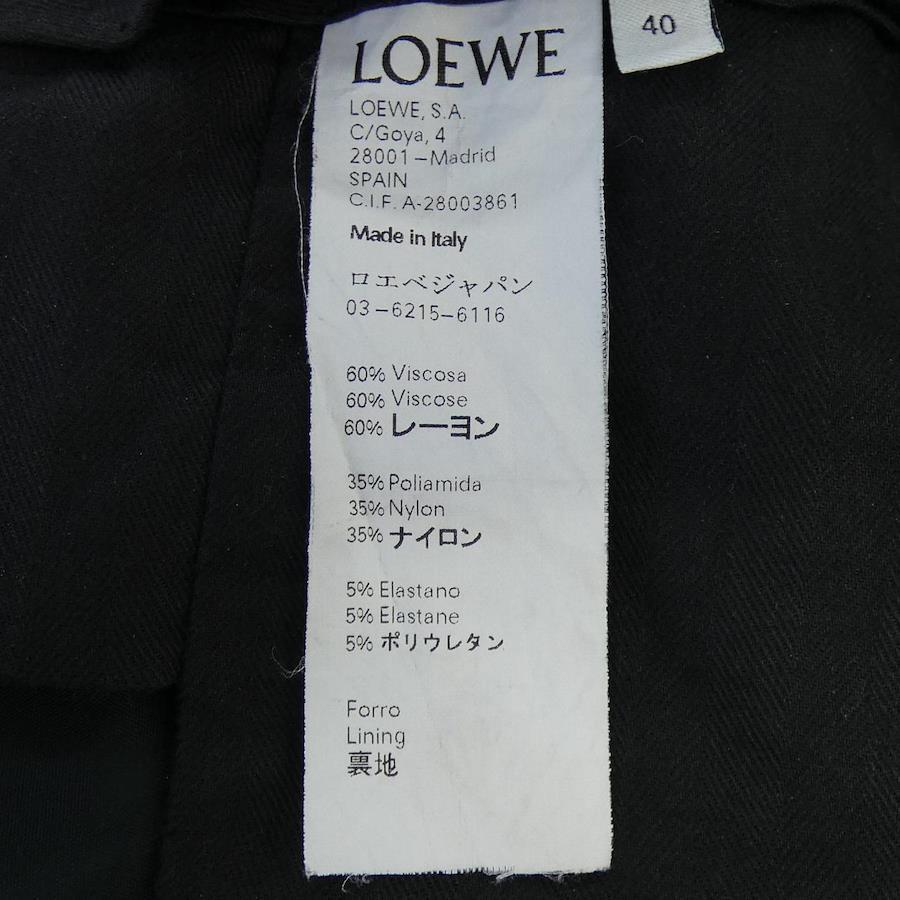 LOEWE
40
LOEWE, S.A.
C/Goya, 4
28001-Madrid
SPAIN
C.I.F. A-28003861
Made in Italy
ロエベジャパン
03-6215-6116
60% Viscosa
60% Viscose
60% レーヨン
35% Poliamida
35% Nylon
35% ナイロン
5% Elastano
5% Elastane
5% ポリウレタン
Forro
Lining
裏地